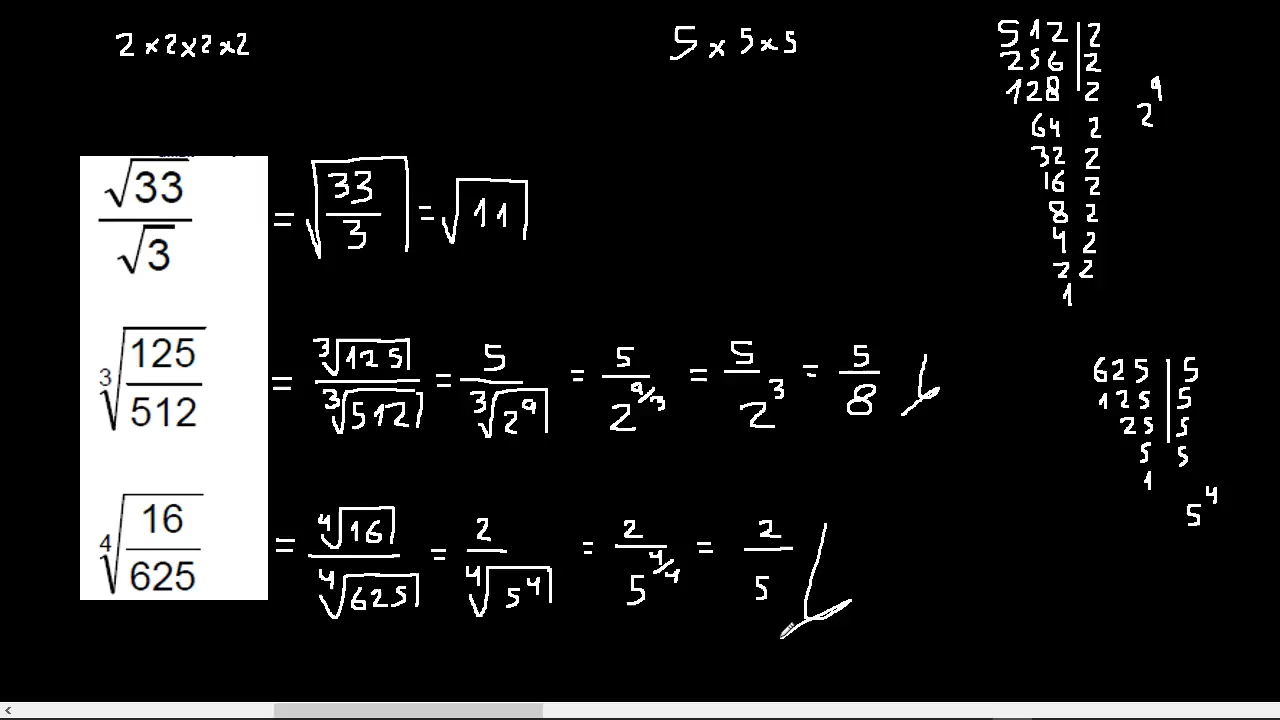 2 × 2 × 2 × 2
5 × 5 × 5
512 | 2
256 | 2
128 | 2
64 2
32 2
16 2
8 2
4 2
2 2
1
2^9
√33 / √3 = √(33/3) = √11
∛(125/512) = ∛125 / ∛512 = 5 / ∛(2^9) = 5 / 2^(9/3) = 5 / 2^3 = 5/8
625 | 5
125 | 5
25 | 5
5 5
1
5^4
∜(16/625) = ∜16 / ∜625 = 2 / ∜(5^4) = 2 / 5^(4/4) = 2/5